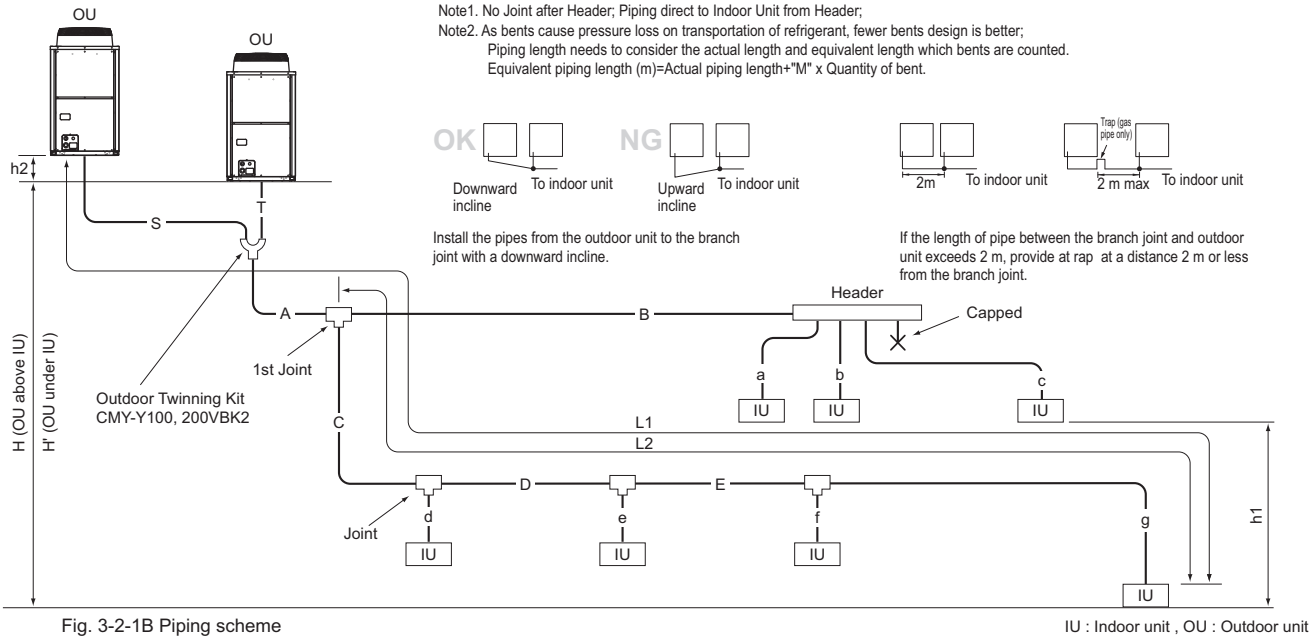 OU
OU
Note1. No Joint after Header; Piping direct to Indoor Unit from Header;
Note2. As bents cause pressure loss on transportation of refrigerant, fewer bents design is better;
Piping length needs to consider the actual length and equivalent length which bents are counted.
Equivalent piping length (m)=Actual piping length+"M" x Quantity of bent.
OK
Downward
incline
To indoor unit
NG
Upward
incline
To indoor unit
2m
To indoor unit
Trap (gas
pipe only)
2 m max
To indoor unit
Install the pipes from the outdoor unit to the branch
joint with a downward incline.
If the length of pipe between the branch joint and outdoor
unit exceeds 2 m, provide at rap at a distance 2 m or less
from the branch joint.
h2
S
T
H (OU above IU)
H' (OU under IU)
Outdoor Twinning Kit
CMY-Y100, 200VBK2
A
1st Joint
B
Header
Capped
a
b
c
IU
IU
IU
C
L1
L2
h1
Joint
D
E
d
e
f
g
IU
IU
IU
IU
Fig. 3-2-1B Piping scheme
IU : Indoor unit , OU : Outdoor unit